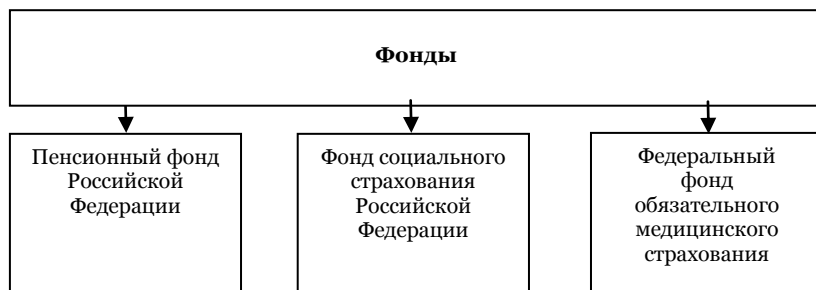 Фонды
Пенсионный фонд
Российской
Федерации
Фонд социального
страхования
Российской
Федерации
Федеральный
фонд
обязательного
медицинского
страхования